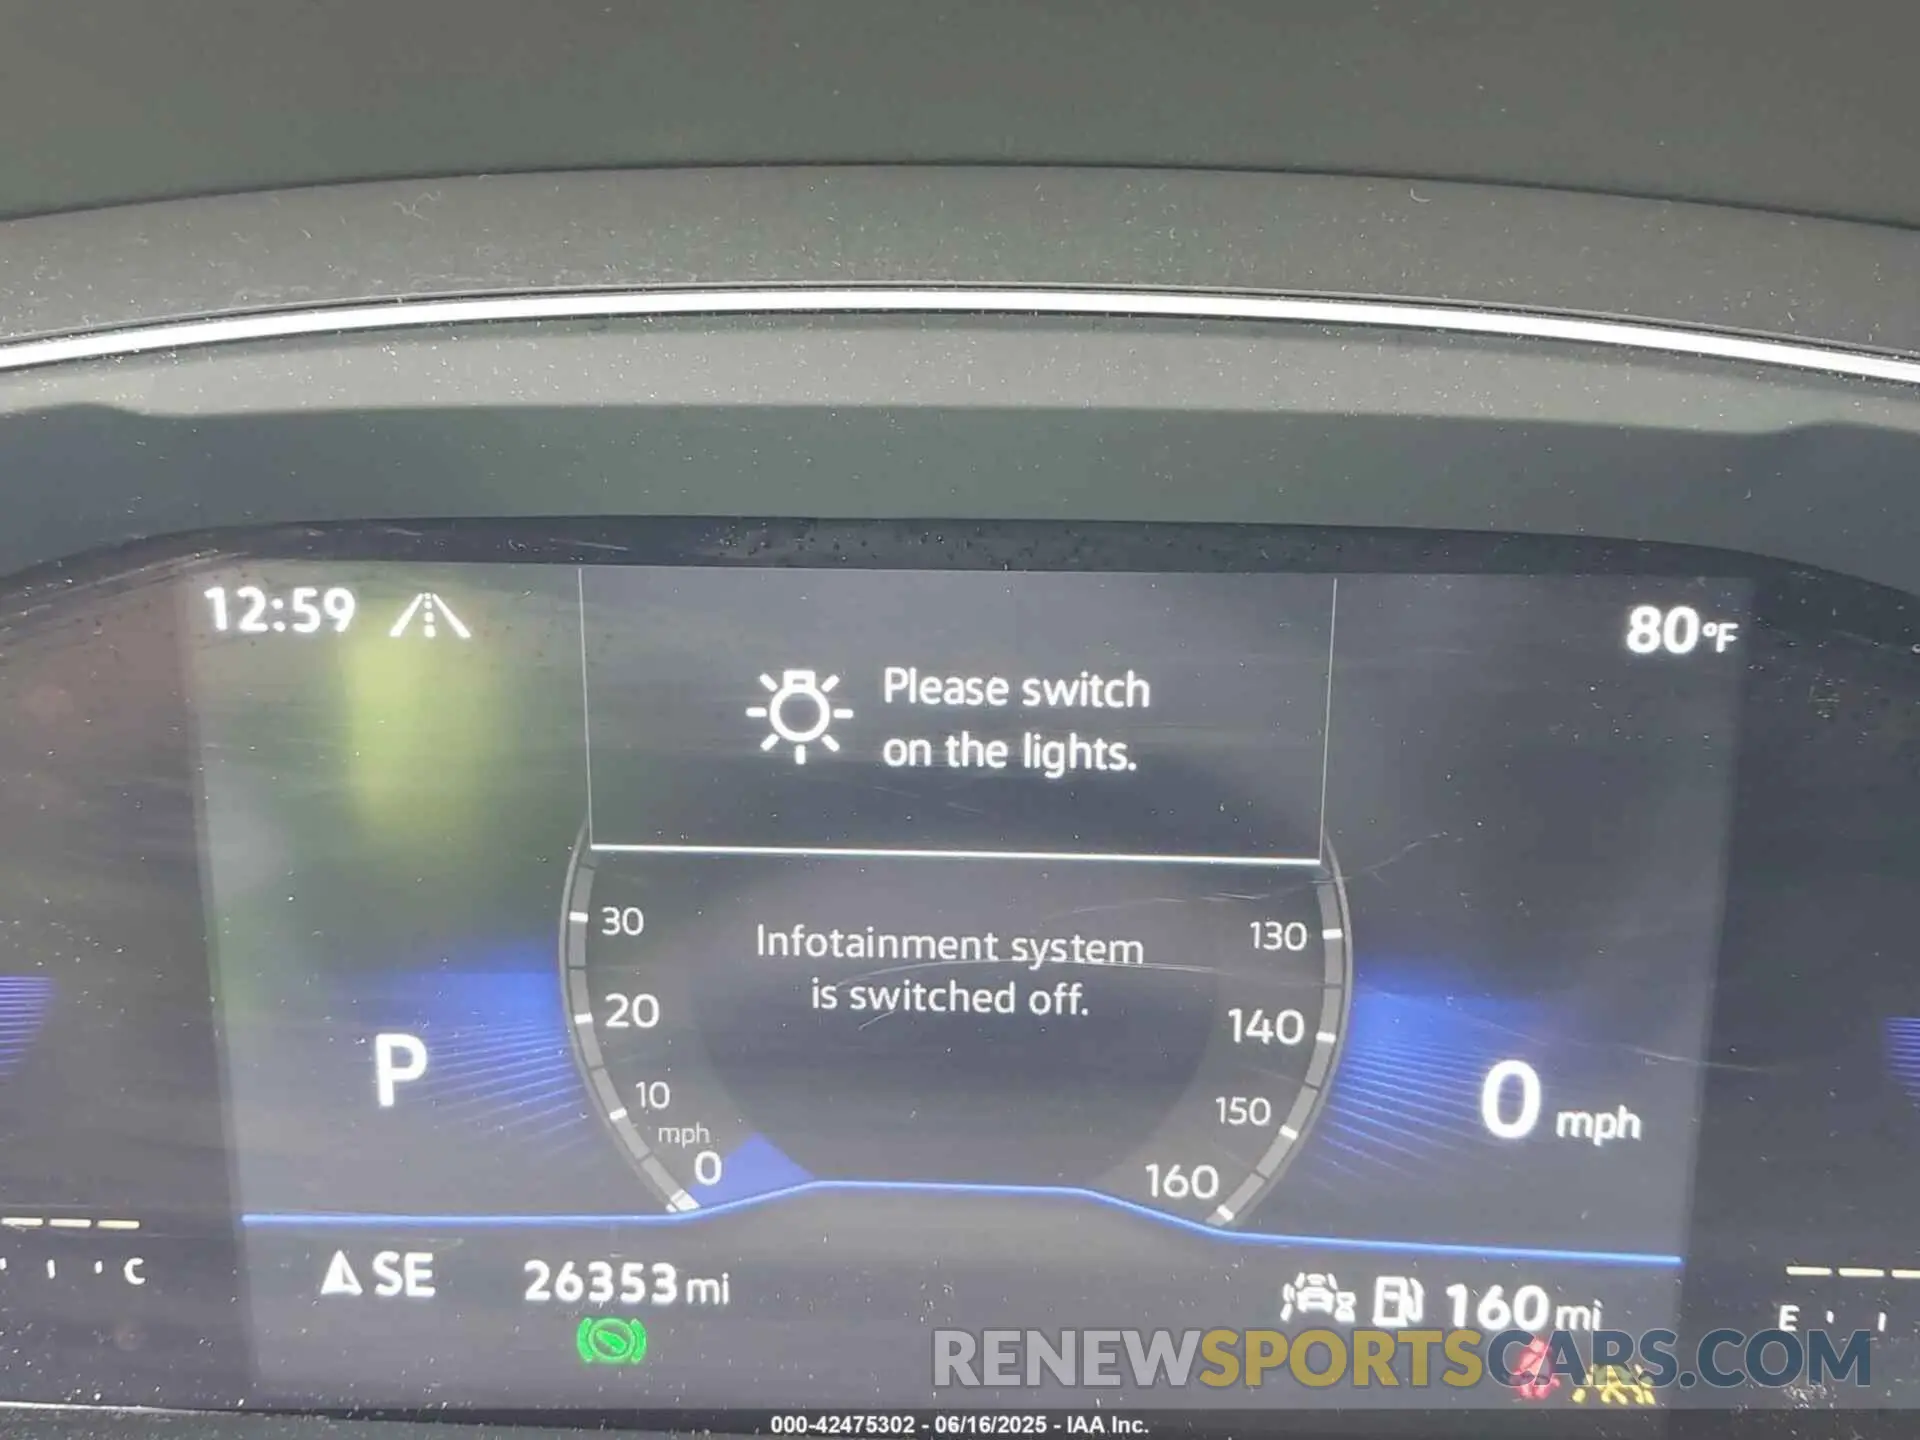 12:59
80°F
Please switch
on the lights.
30
130
Infotainment system
is switched off.
20
140
P
10
150
0 mph
mph
0
160
C
SE
26353 mi
160 mi
E
RENEWSPORTSCARS.COM
000-42475302 - 06/16/2025 - IAA Inc.